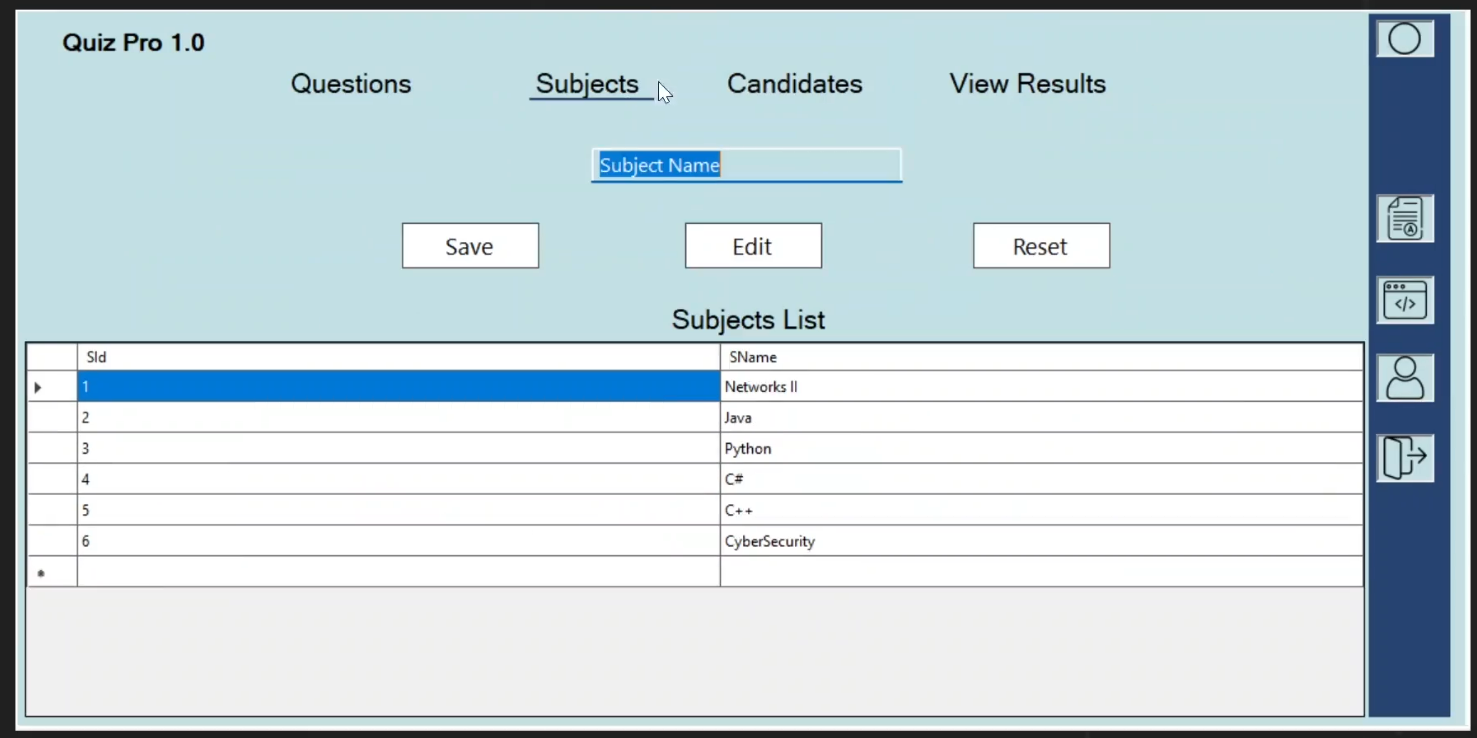 Quiz Pro 1.0
Questions Subjects Candidates View Results
Subject Name
Save Edit Reset
Subjects List
SId SName
1 Networks II
2 Java
3 Python
4 C#
5 C++
6 CyberSecurity